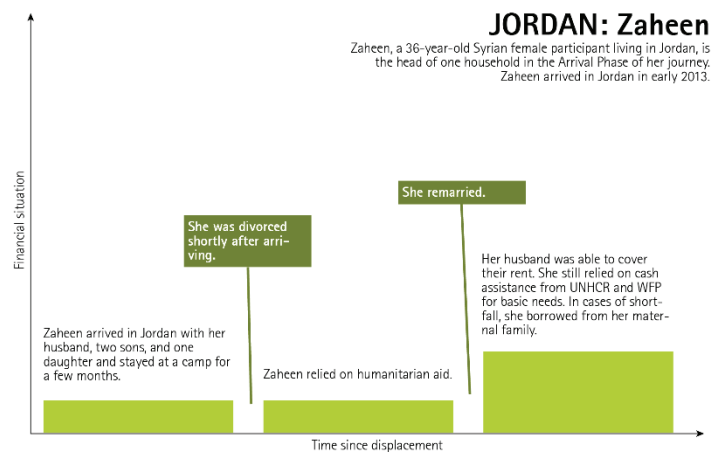 JORDAN: Zaheen
Zaheen, a 36-year-old Syrian female participant living in Jordan, is
the head of one household in the Arrival Phase of her journey.
Zaheen arrived in Jordan in early 2013.
Financial situation
She remarried.
She was divorced
shortly after arri-
ving.
Her husband was able to cover
their rent. She still relied on cash
assistance from UNHCR and WFP
for basic needs. In cases of short-
fall, she borrowed from her mater-
nal family.
Zaheen arrived in Jordan with her
husband, two sons, and one
daughter and stayed at a camp for
a few months.
Zaheen relied on humanitarian aid.
Time since displacement